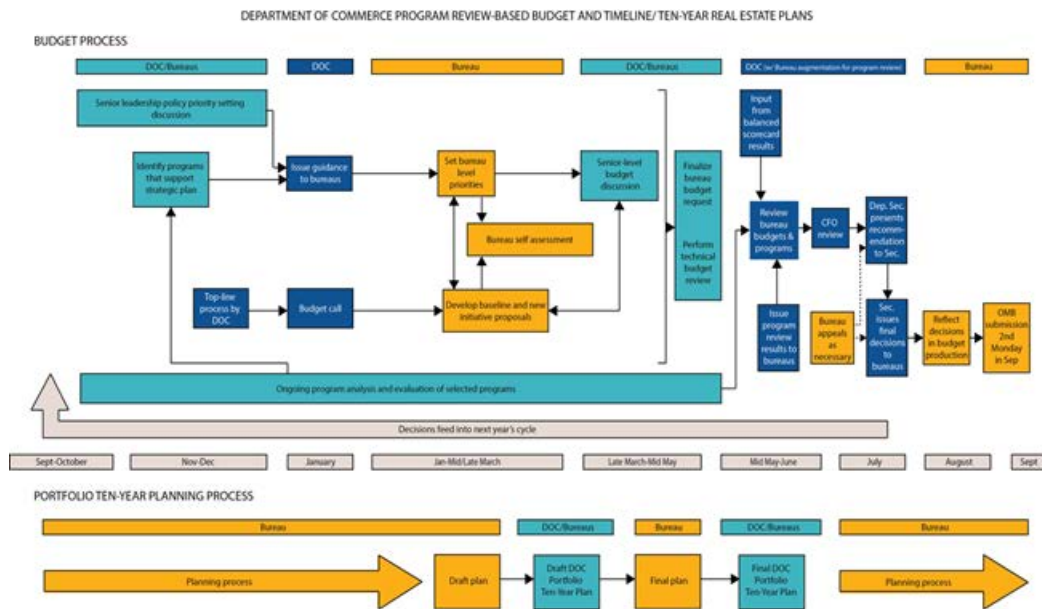 DEPARTMENT OF COMMERCE PROGRAM REVIEW-BASED BUDGET AND TIMELINE/ TEN-YEAR REAL ESTATE PLANS
BUDGET PROCESS
DOC/Bureaus
DOC
Bureau
DOC/Bureaus
DOC (w/ Bureau augmentation for program review)
Bureau
Senior leadership policy priority setting
discussion
Identify programs
that support
strategic plan
Issue guidance
to bureaus
Set bureau
level
priorities
Senior-level
budget
discussion
Bureau self assessment
Top-line
process by
DOC
Budget call
Develop baseline and new
initiative proposals
Finalize
bureau
budget
request
Perform
technical
budget
review
Input
from
balanced
scorecard
results
Review
bureau
budgets &
programs
CFO
review
Dep. Sec.
presents
recomm-
endation
to Sec.
Issue
program
review
results to
bureaus
Bureau
appeals
as
necessary
Sec.
issues
final
decisions
to
bureaus
Reflect
decisions
in budget
production
OMB
submission
2nd
Monday
in Sep
Ongoing program analysis and evaluation of selected programs
Decisions feed into next year's cycle
Sept-October
Nov-Dec
January
Jan-Mid/Late March
Late March-Mid May
Mid May-June
July
August
Sept
PORTFOLIO TEN-YEAR PLANNING PROCESS
Bureau
DOC/Bureaus
Bureau
DOC/Bureaus
Bureau
Planning process
Draft plan
Draft DOC
Portfolio
Ten-Year Plan
Final plan
Final DOC
Portfolio
Ten-Year Plan
Planning process